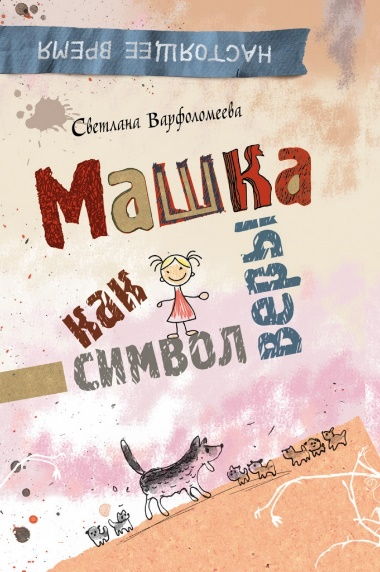 НАСТОЯЩЕЕ ВРЕМЯ
Светлана Варфоломеева
Машка
как
символ
веры